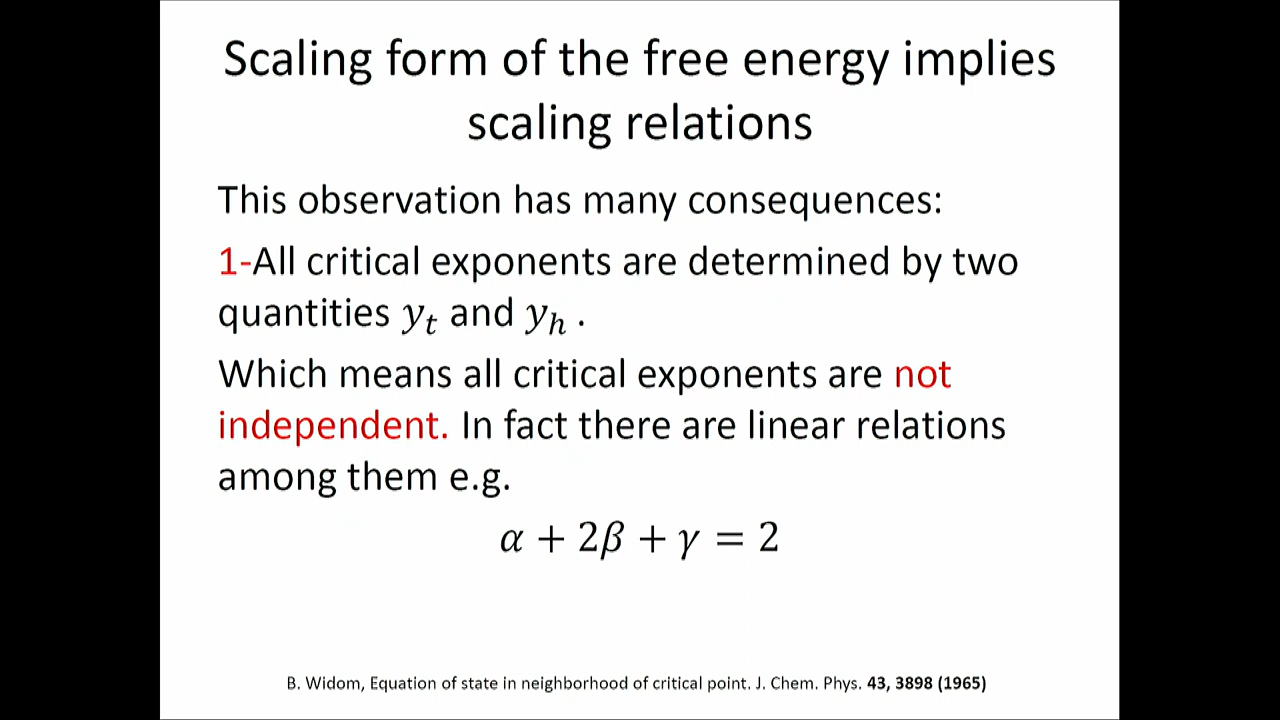 Scaling form of the free energy implies
scaling relations
This observation has many consequences:
1-All critical exponents are determined by two
quantities y_t and y_h .
Which means all critical exponents are not
independent. In fact there are linear relations
among them e.g.
α + 2β + γ = 2
B. Widom, Equation of state in neighborhood of critical point. J. Chem. Phys. 43, 3898 (1965)